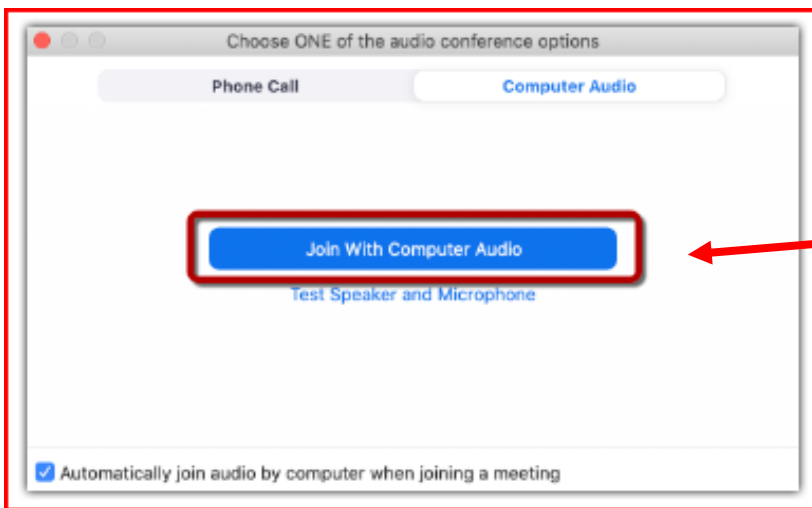 Choose ONE of the audio conference options
Phone Call
Computer Audio
Join With Computer Audio
Test Speaker and Microphone
Automatically join audio by computer when joining a meeting